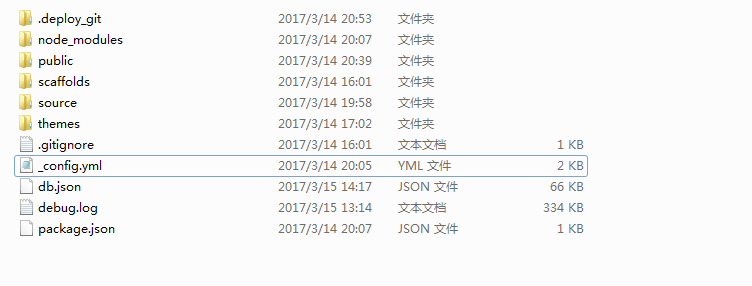 .deploy_git 2017/3/14 20:53 文件夹
node_modules 2017/3/14 20:07 文件夹
public 2017/3/14 20:39 文件夹
scaffolds 2017/3/14 16:01 文件夹
source 2017/3/14 19:58 文件夹
themes 2017/3/14 17:02 文件夹
.gitignore 2017/3/14 16:01 文本文档 1 KB
_config.yml 2017/3/14 20:05 YML 文件 2 KB
db.json 2017/3/15 14:17 JSON 文件 66 KB
debug.log 2017/3/15 13:14 文本文档 334 KB
package.json 2017/3/14 20:07 JSON 文件 1 KB